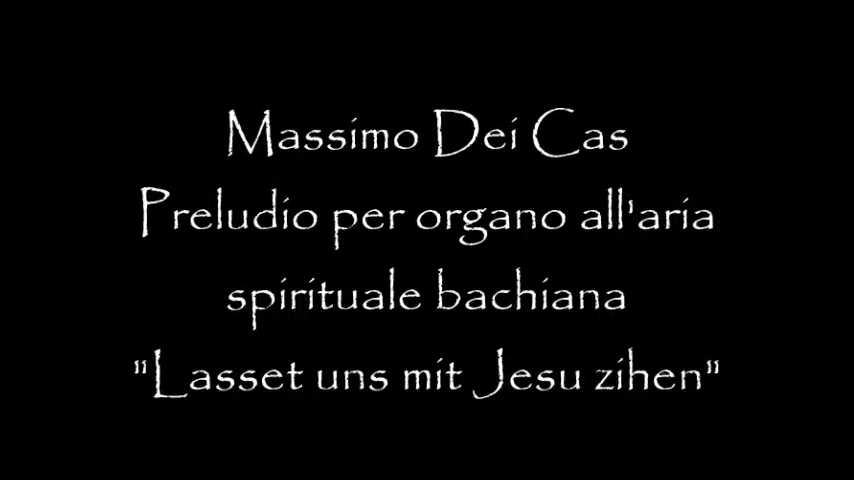 Massimo Dei Cas
Preludio per organo all'aria
spirituale bachiana
"Lasset uns mit Jesu zihen"